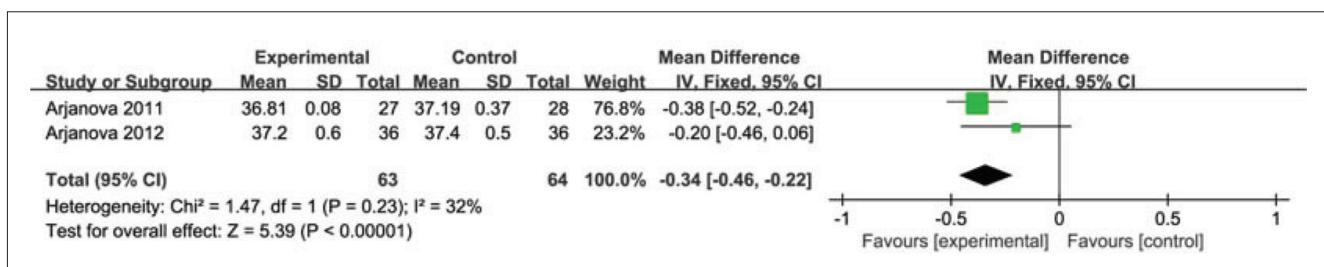 Experimental Control Mean Difference Mean Difference
Study or Subgroup Mean SD Total Mean SD Total Weight IV, Fixed, 95% CI IV, Fixed, 95% CI
Arjanova 2011 36.81 0.08 27 37.19 0.37 28 76.8% -0.38 [-0.52, -0.24]
Arjanova 2012 37.2 0.6 36 37.4 0.5 36 23.2% -0.20 [-0.46, 0.06]
Total (95% CI) 63 64 100.0% -0.34 [-0.46, -0.22]
Heterogeneity: Chi² = 1.47, df = 1 (P = 0.23); I² = 32%
Test for overall effect: Z = 5.39 (P < 0.00001)
-1 -0.5 0 0.5 1
Favours [experimental] Favours [control]